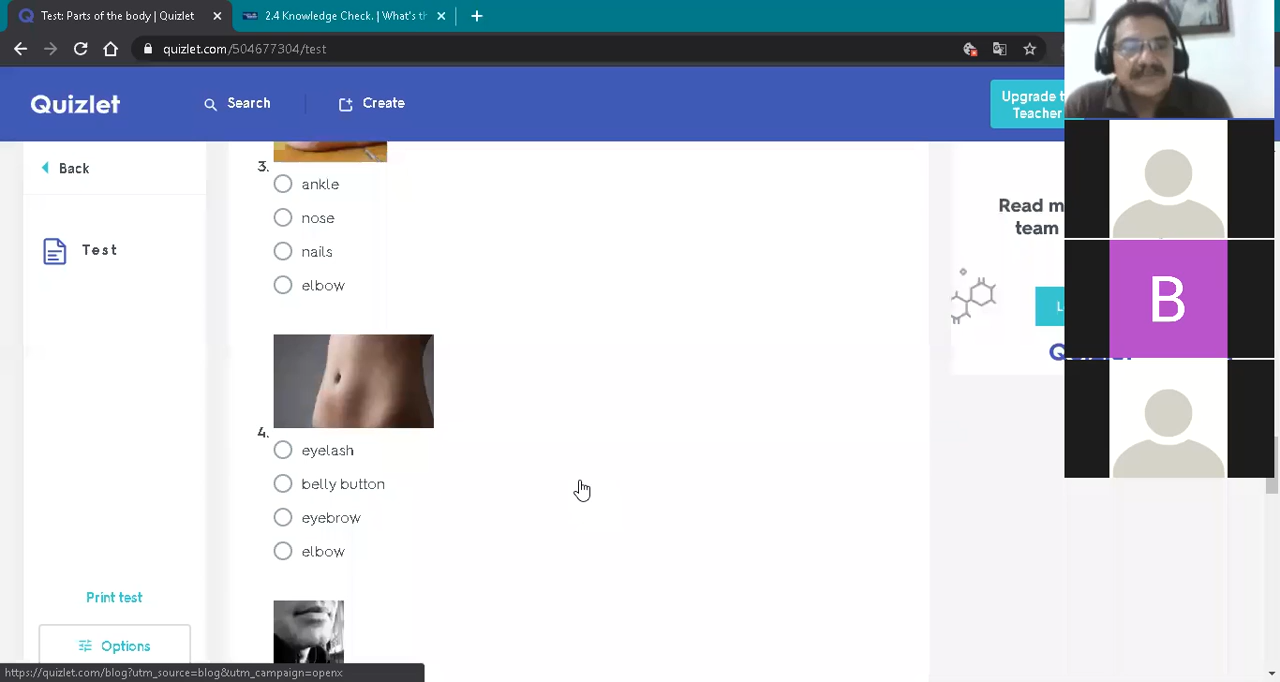 Test: Parts of the body | Quizlet
2.4 Knowledge Check. | What's th
quizlet.com/504677304/test
Quizlet
Search
Create
Upgrade t
Teacher
Back
Test
3.
ankle
nose
nails
elbow
4.
eyelash
belly button
eyebrow
elbow
Read m
team
B
Print test
Options
https://quizlet.com/blog?utm_source=blog&utm_campaign=openx